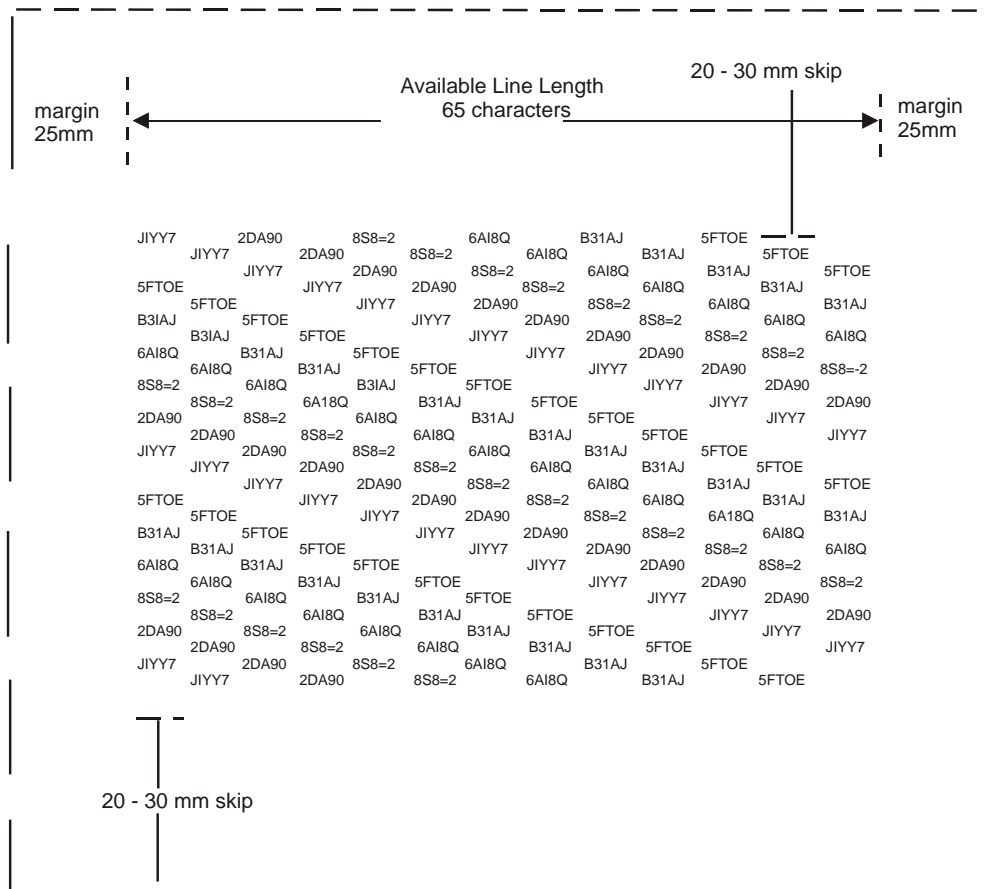 20 - 30 mm skip
Available Line Length
65 characters
margin
25mm
margin
25mm
JIYY7 2DA90 8S8=2 6AI8Q B31AJ 5FTOE
JIYY7 2DA90 8S8=2 6AI8Q B31AJ 5FTOE
JIYY7 2DA90 8S8=2 6AI8Q B31AJ 5FTOE
5FTOE JIYY7 2DA90 8S8=2 6AI8Q B31AJ
5FTOE JIYY7 2DA90 8S8=2 6AI8Q B31AJ
B3IAJ 5FTOE JIYY7 2DA90 8S8=2 6AI8Q
B3IAJ 5FTOE JIYY7 2DA90 8S8=2 6AI8Q
6AI8Q B31AJ 5FTOE JIYY7 2DA90 8S8=2
6AI8Q B31AJ 5FTOE JIYY7 2DA90 8S8=-2
8S8=2 6AI8Q B3IAJ 5FTOE JIYY7 2DA90
8S8=2 6A18Q B31AJ 5FTOE JIYY7 2DA90
2DA90 8S8=2 6AI8Q B31AJ 5FTOE JIYY7
2DA90 8S8=2 6AI8Q B31AJ 5FTOE JIYY7
JIYY7 2DA90 8S8=2 6AI8Q B31AJ 5FTOE
JIYY7 2DA90 8S8=2 6AI8Q B31AJ 5FTOE
JIYY7 2DA90 8S8=2 6AI8Q B31AJ 5FTOE
5FTOE JIYY7 2DA90 8S8=2 6AI8Q B31AJ
5FTOE JIYY7 2DA90 8S8=2 6A18Q B31AJ
B31AJ 5FTOE JIYY7 2DA90 8S8=2 6AI8Q
B31AJ 5FTOE JIYY7 2DA90 8S8=2 6AI8Q
6AI8Q B31AJ 5FTOE JIYY7 2DA90 8S8=2
6AI8Q B31AJ 5FTOE JIYY7 2DA90 8S8=2
8S8=2 6AI8Q B31AJ 5FTOE JIYY7 2DA90
8S8=2 6AI8Q B31AJ 5FTOE JIYY7 2DA90
2DA90 8S8=2 6AI8Q B31AJ 5FTOE JIYY7
2DA90 8S8=2 6AI8Q B31AJ 5FTOE JIYY7
JIYY7 2DA90 8S8=2 6AI8Q B31AJ 5FTOE
JIYY7 2DA90 8S8=2 6AI8Q B31AJ 5FTOE
20 - 30 mm skip